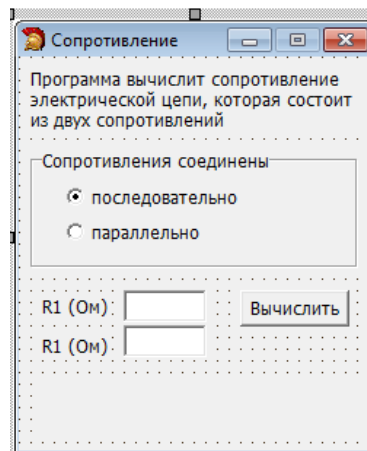 Сопротивление
Программа вычислит сопротивление
электрической цепи, которая состоит
из двух сопротивлений
Сопротивления соединены
последовательно
параллельно
R1 (Ом)
Вычислить
R1 (Ом)